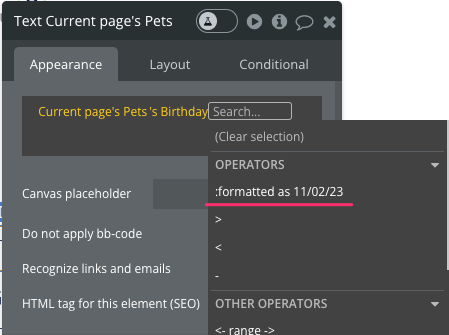 Text Current page's Pets
Appearance Layout Conditional
Current page's Pets's Birthday Search...
(Clear selection)
OPERATORS
:formatted as 11/02/23
Canvas placeholder
>
Do not apply bb-code
<
Recognize links and emails
-
HTML tag for this element (SEO)
OTHER OPERATORS
<- range ->